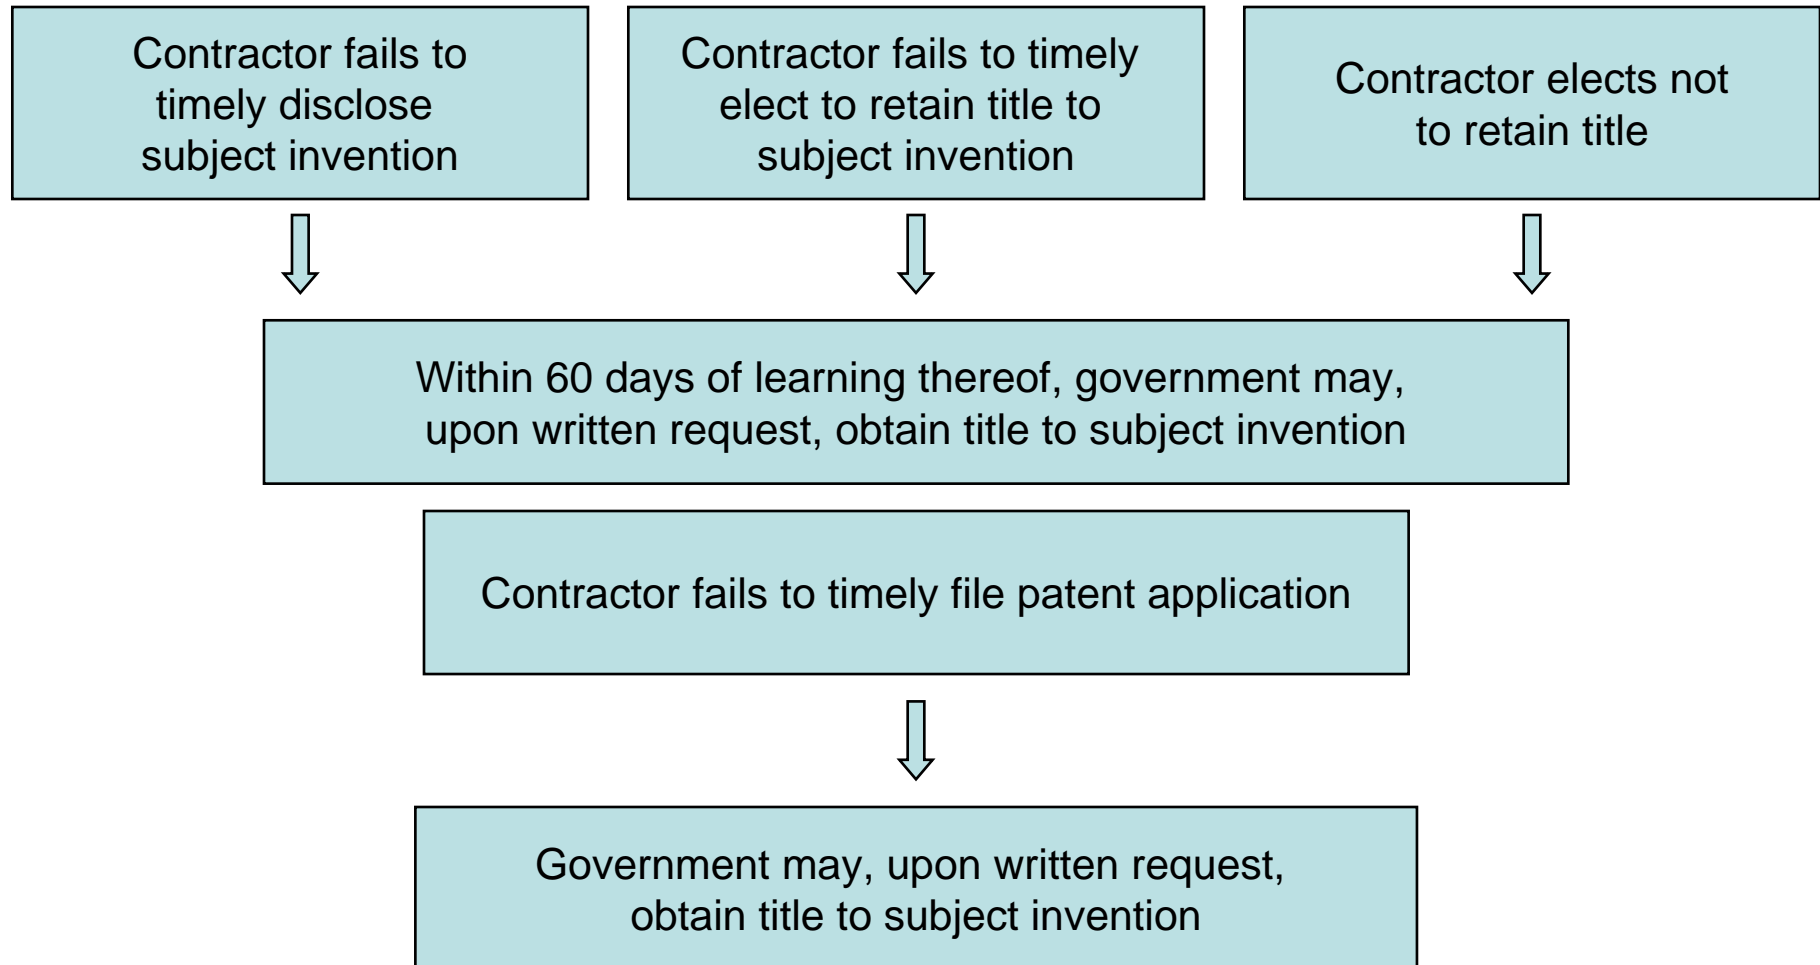 Contractor fails to
timely disclose
subject invention
Contractor fails to timely
elect to retain title to
subject invention
Contractor elects not
to retain title
Within 60 days of learning thereof, government may,
upon written request, obtain title to subject invention
Contractor fails to timely file patent application
Government may, upon written request,
obtain title to subject invention